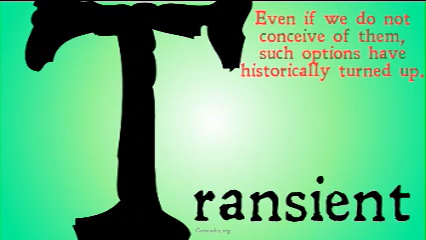 Even if we do not
conceive of them,
such options have
historically turned up.
Transient